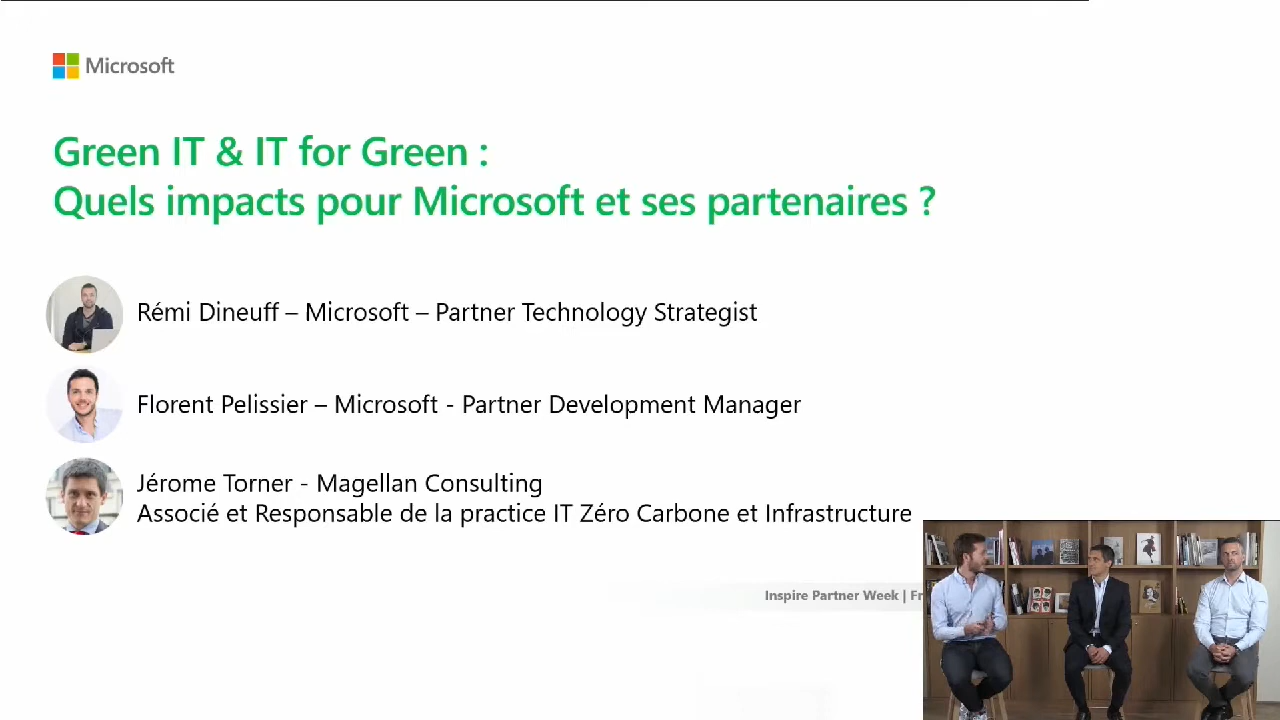 Microsoft
Green IT & IT for Green :
Quels impacts pour Microsoft et ses partenaires ?
Rémi Dineuff – Microsoft – Partner Technology Strategist
Florent Pelissier – Microsoft - Partner Development Manager
Jérome Torner - Magellan Consulting
Associé et Responsable de la practice IT Zéro Carbone et Infrastructure
Inspire Partner Week |